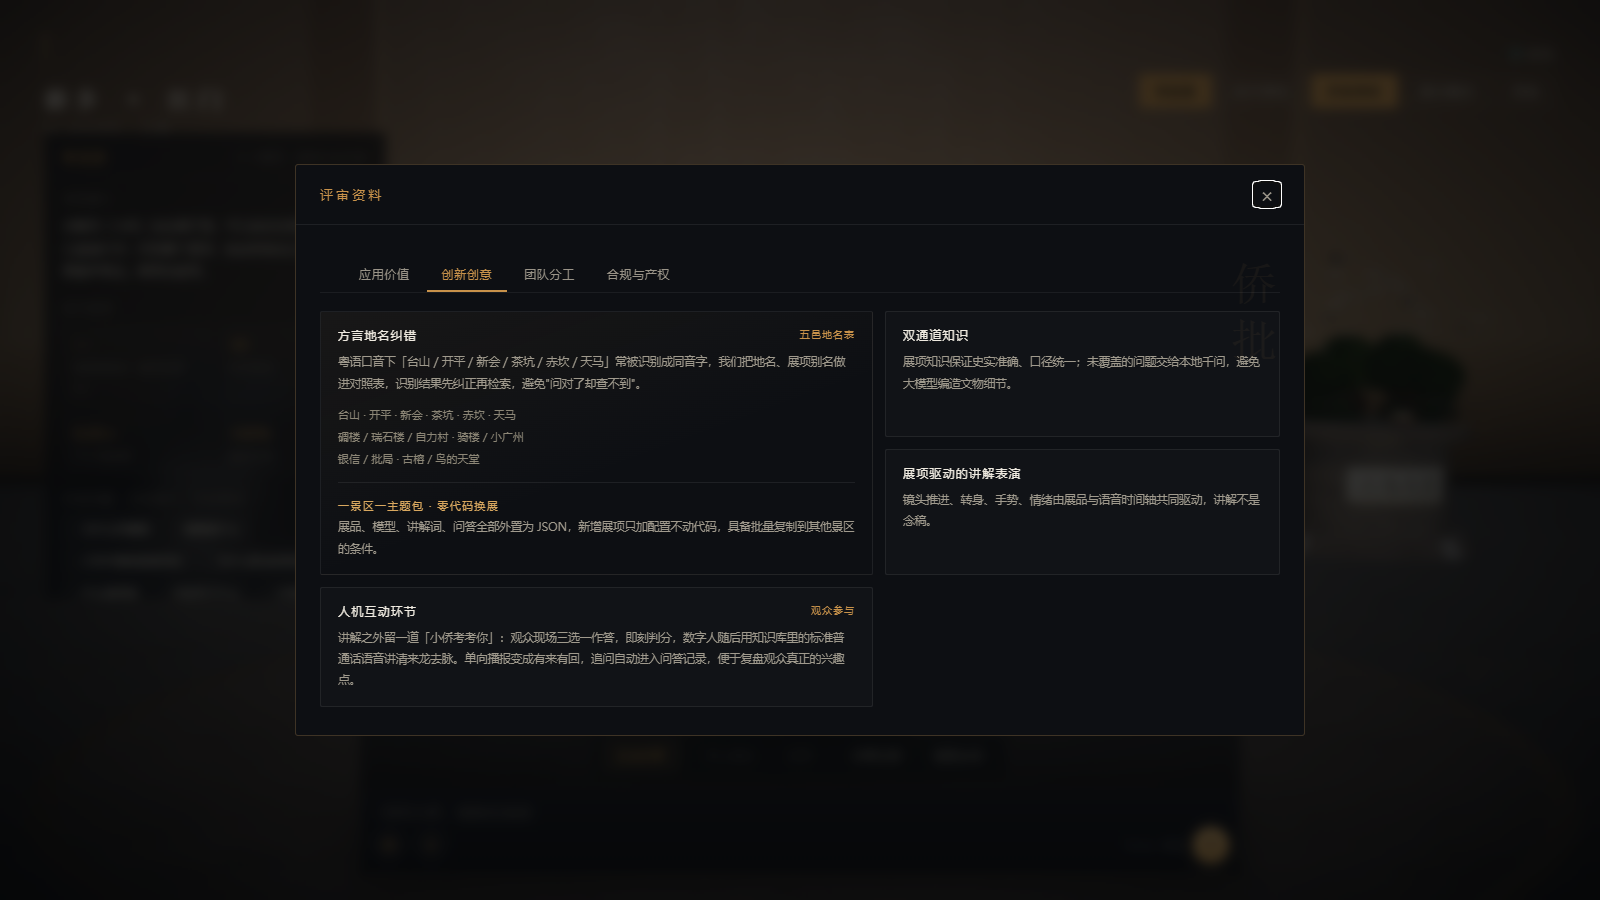 评审资料
×
应用价值 创新创意 团队分工 合规与产权
侨批
方言地名纠错 五邑地名表
粤语口音下「台山 / 开平 / 新会 / 茶坑 / 赤坎 / 天马」常被识别成同音字，我们把地名、展项别名做
进对照表，识别结果先纠正再检索，避免"问对了却查不到"。
台山 · 开平 · 新会 · 茶坑 · 赤坎 · 天马
碉楼 / 瑞石楼 / 自力村 · 骑楼 / 小广州
银信 / 批局 · 古榕 / 鸟的天堂
一景区一主题包 · 零代码换展
展品、模型、讲解词、问答全部外置为 JSON，新增展项只加配置不动代码，具备批量复制到其他景区
的条件。
双通道知识
展项知识保证史实准确、口径统一；未覆盖的问题交给本地千问，避免
大模型编造文物细节。
展项驱动的讲解表演
镜头推进、转身、手势、情绪由展品与语音时间轴共同驱动，讲解不是
念稿。
人机互动环节 观众参与
讲解之外留一道「小侨考考你」：观众现场三选一作答，即刻判分，数字人随后用知识库里的标准普
通话语音讲清来龙去脉。单向播报变成有来有回，追问自动进入问答记录，便于复盘观众真正的兴趣
点。